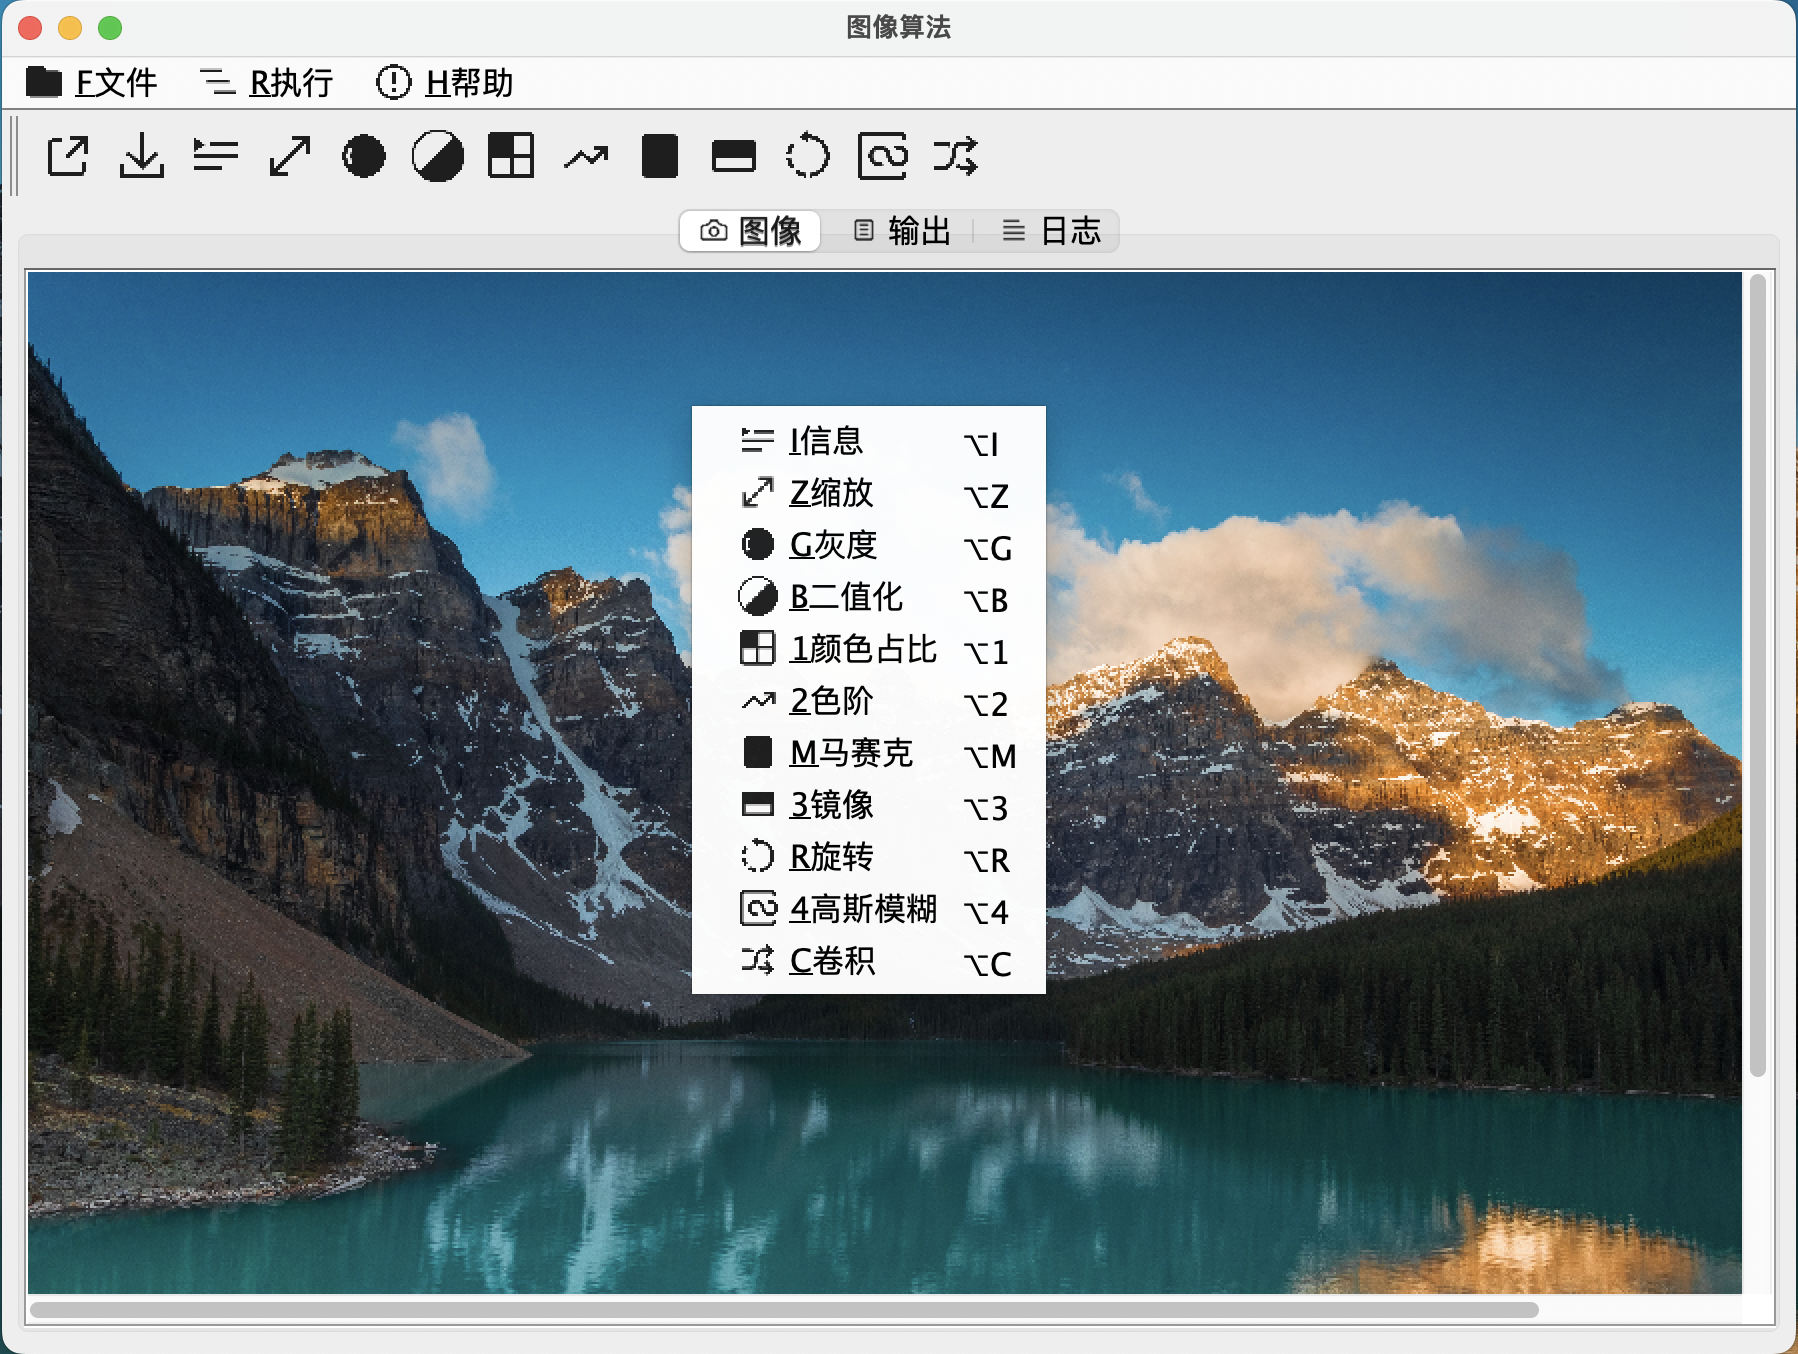 图像算法
F文件 R执行 H帮助
图像 输出 日志
I信息 ⌥I
Z缩放 ⌥Z
G灰度 ⌥G
B二值化 ⌥B
1颜色占比 ⌥1
2色阶 ⌥2
M马赛克 ⌥M
3镜像 ⌥3
R旋转 ⌥R
4高斯模糊 ⌥4
C卷积 ⌥C